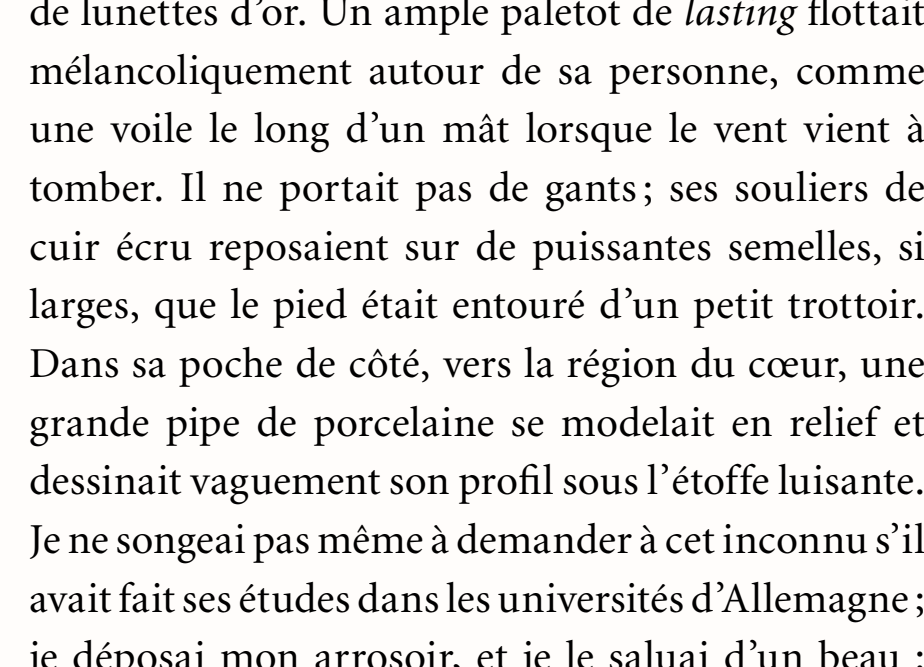 de lunettes d’or. Un ample paletot de lasting flottait
mélancoliquement autour de sa personne, comme
une voile le long d’un mât lorsque le vent vient à
tomber. Il ne portait pas de gants ; ses souliers de
cuir écru reposaient sur de puissantes semelles, si
larges, que le pied était entouré d’un petit trottoir.
Dans sa poche de côté, vers la région du cœur, une
grande pipe de porcelaine se modelait en relief et
dessinait vaguement son profil sous l’étoffe luisante.
Je ne songeai pas même à demander à cet inconnu s’il
avait fait ses études dans les universités d’Allemagne ;
je déposai mon arrosoir, et je le saluai d’un beau